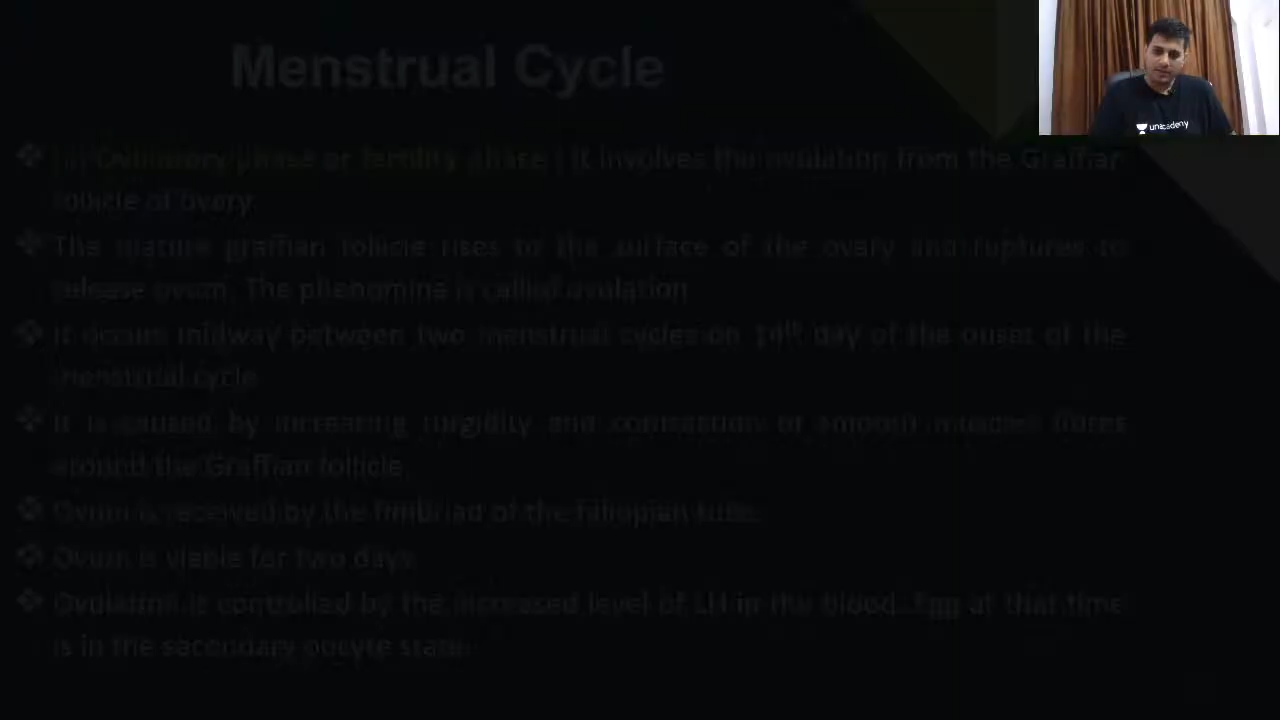 Menstrual Cycle
unacademy
Ovulatory phase or fertility phase : It involves the ovulation from the Graffian
follicle of ovary
The mature graffian follicle rises to the surface of the ovary and ruptures to
release ovum. The phenomina is called ovulation
It occurs midway between two menstrual cycles on 14th day of the onset of the
menstrual cycle
It is caused by increasing turgidity and contraction of smooth muscles fibres
around the Graffian follicle.
Ovum is received by the of the fallopian tube.
Ovum is viable for two days
Ovulation is controlled by the increased level of LH in the blood. Egg at that time
is in the secondary oocyte